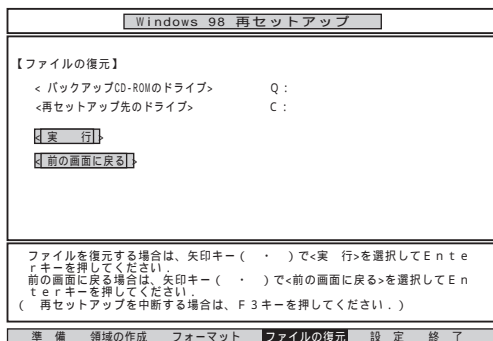 Windows 98 再セットアップ
【ファイルの復元】
< バックアップCD-ROMのドライブ> Q:
<再セットアップ先のドライブ> C:
<実 行>
<前の画面に戻る>
ファイルを復元する場合は、矢印キー( ・ )で<実 行>を選択してEnte
rキーを押してください.
前の画面に戻る場合は、矢印キー( ・ )で<前の画面に戻る>を選択してEn
terキーを押してください.
( 再セットアップを中断する場合は、F3キーを押してください.)
準 備 領域の作成 フォーマット ファイルの復元 設 定 終 了